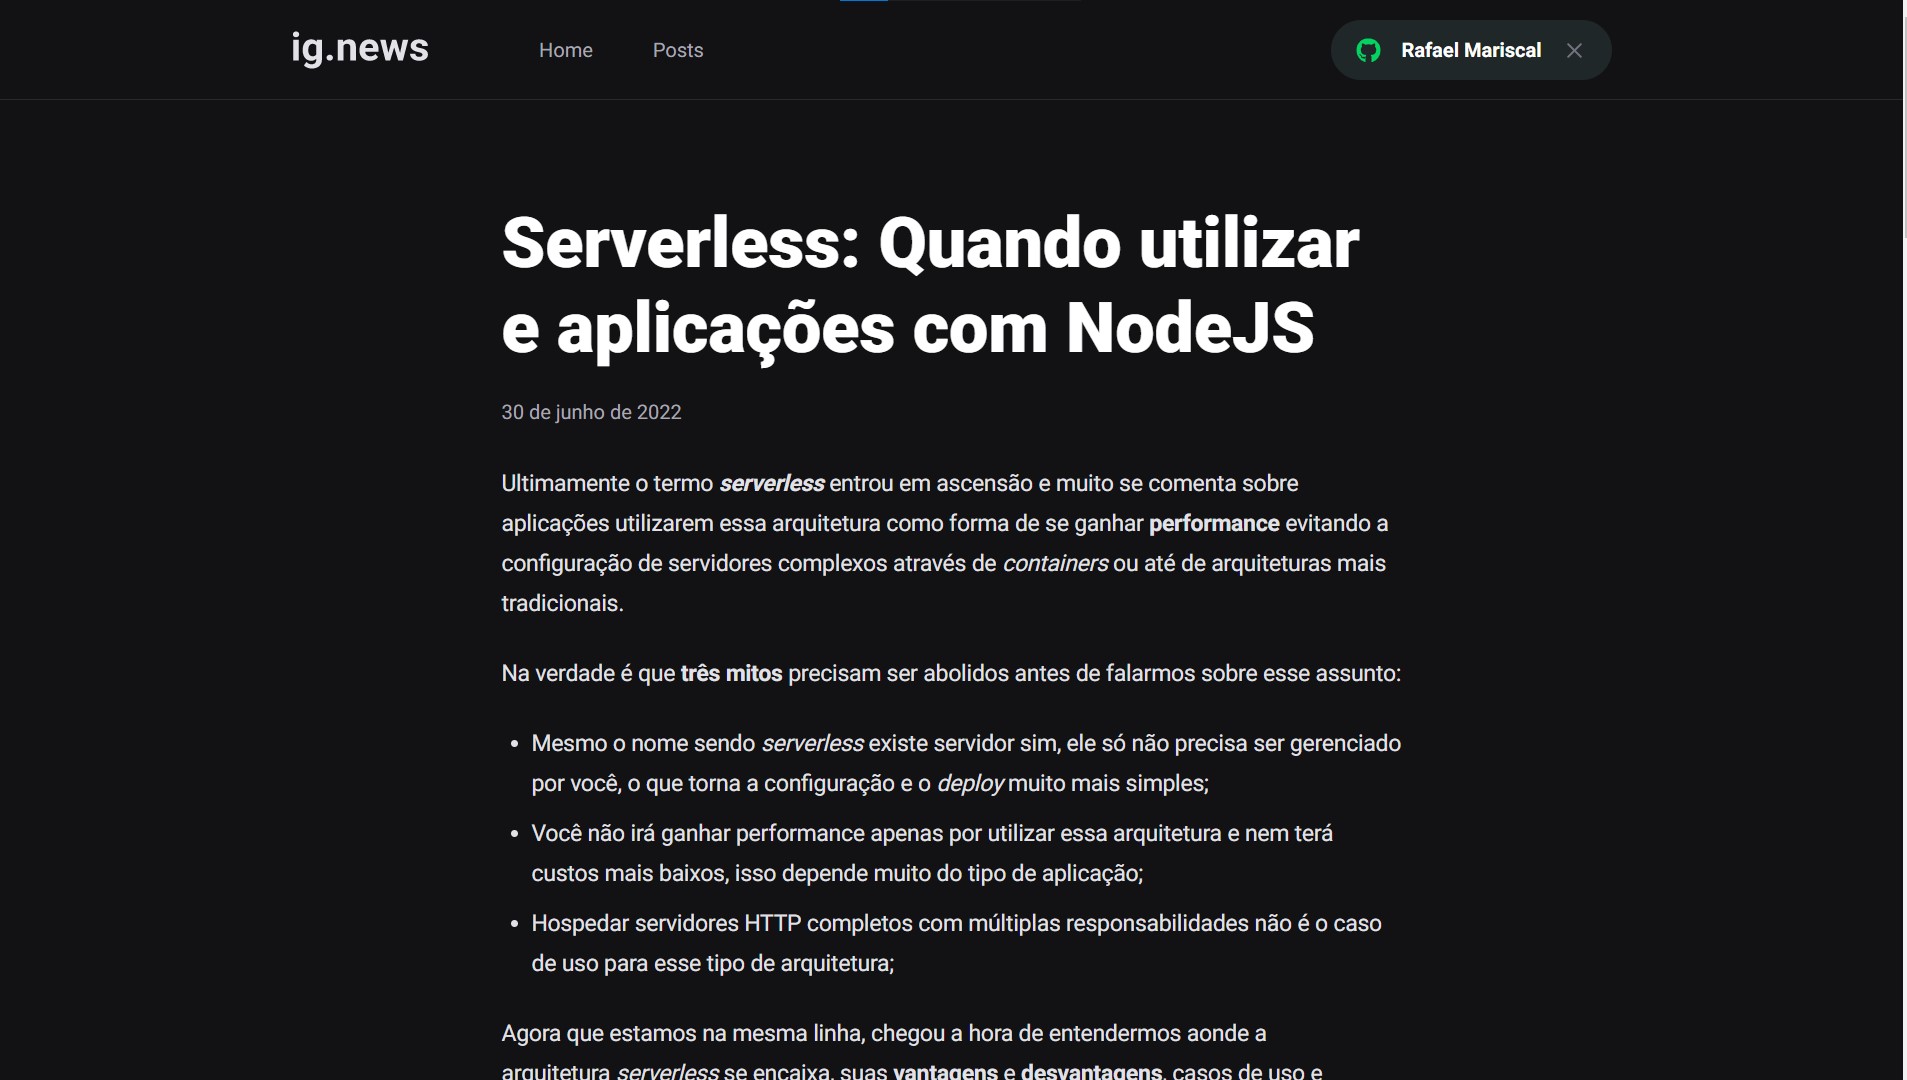 ig.news
Home
Posts
Rafael Mariscal
Serverless: Quando utilizar
e aplicações com NodeJS
30 de junho de 2022
Ultimamente o termo serverless entrou em ascensão e muito se comenta sobre
aplicações utilizarem essa arquitetura como forma de se ganhar performance evitando a
configuração de servidores complexos através de containers ou até de arquiteturas mais
tradicionais.
Na verdade é que três mitos precisam ser abolidos antes de falarmos sobre esse assunto:
• Mesmo o nome sendo serverless existe servidor sim, ele só não precisa ser gerenciado
por você, o que torna a configuração e o deploy muito mais simples;
• Você não irá ganhar performance apenas por utilizar essa arquitetura e nem terá
custos mais baixos, isso depende muito do tipo de aplicação;
• Hospedar servidores HTTP completos com múltiplas responsabilidades não é o caso
de uso para esse tipo de arquitetura;
Agora que estamos na mesma linha, chegou a hora de entendermos aonde a
arquitetura serverless se encaixa, suas vantagens e desvantagens, casos de uso e